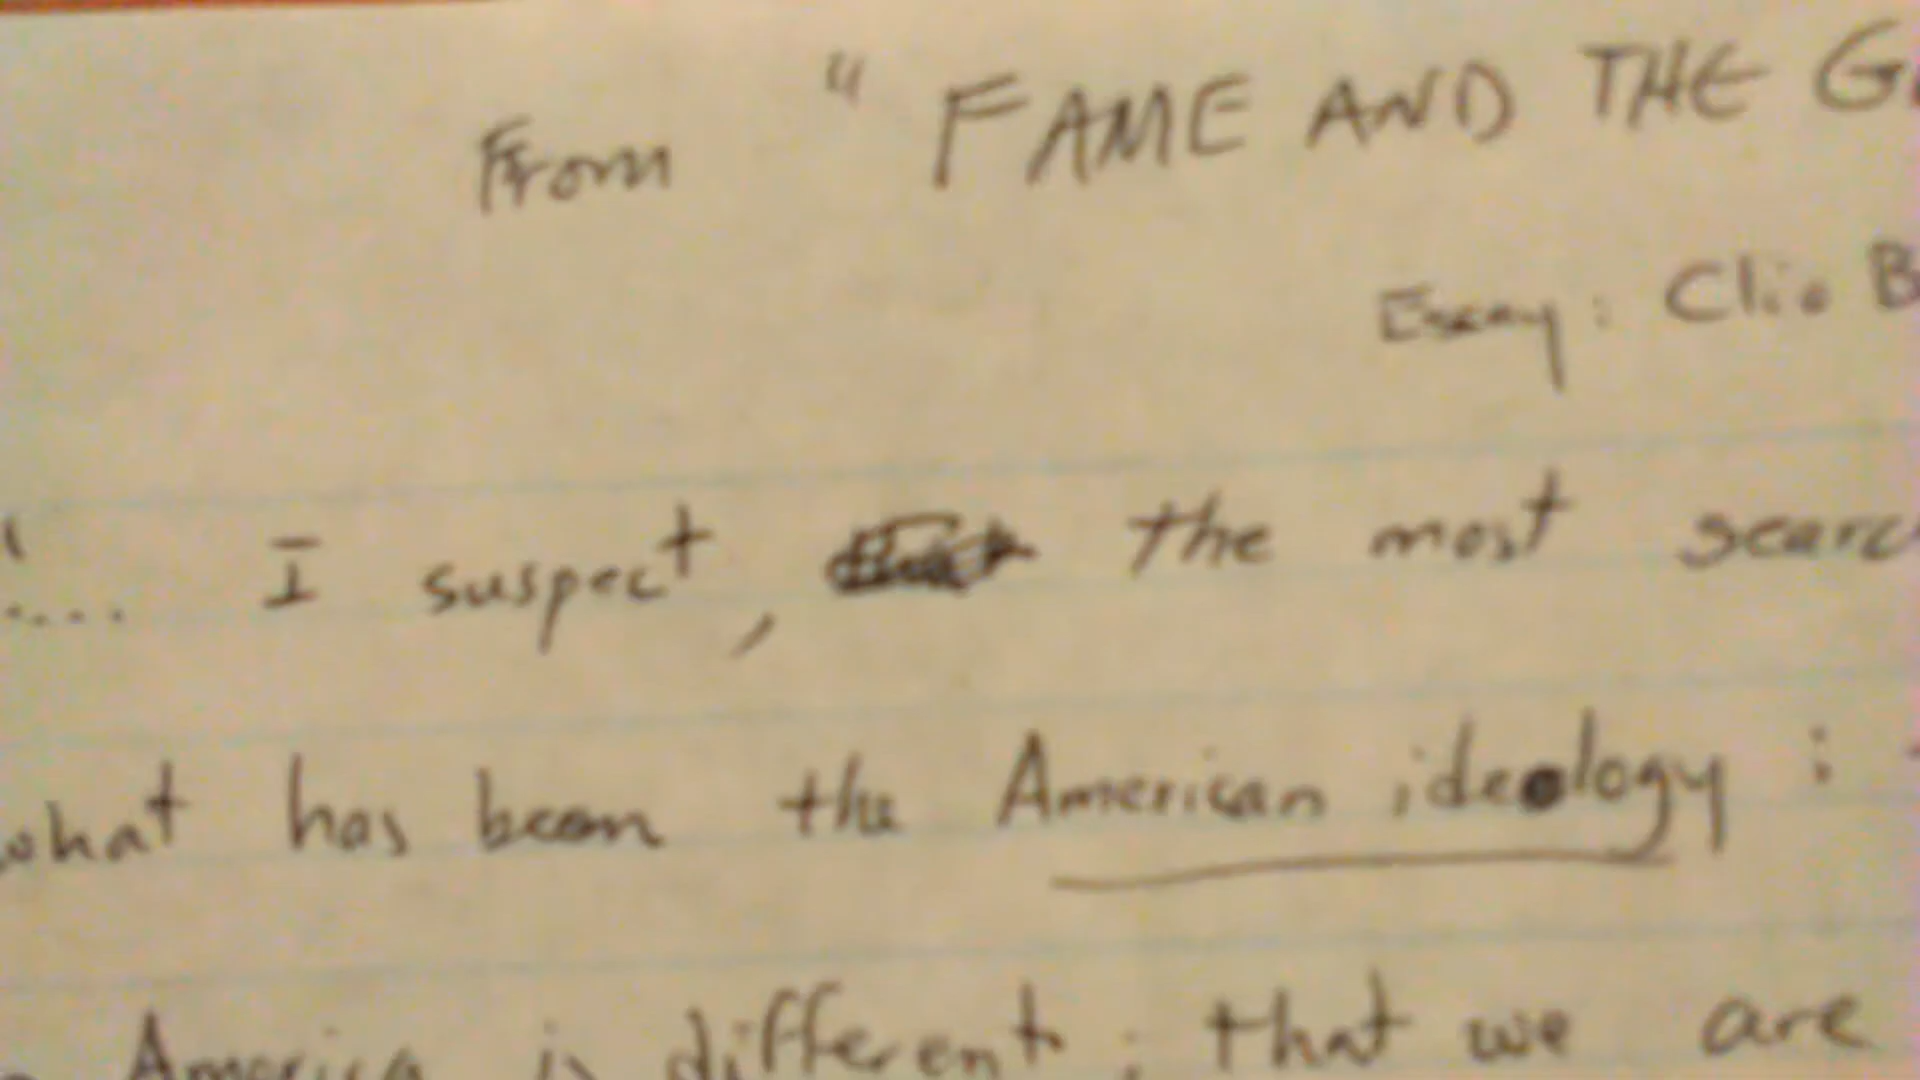 From " FAME AND THE G
Essay: Clio B
".... I suspect, the most searc
what has been the American ideology :
America is different; that we are